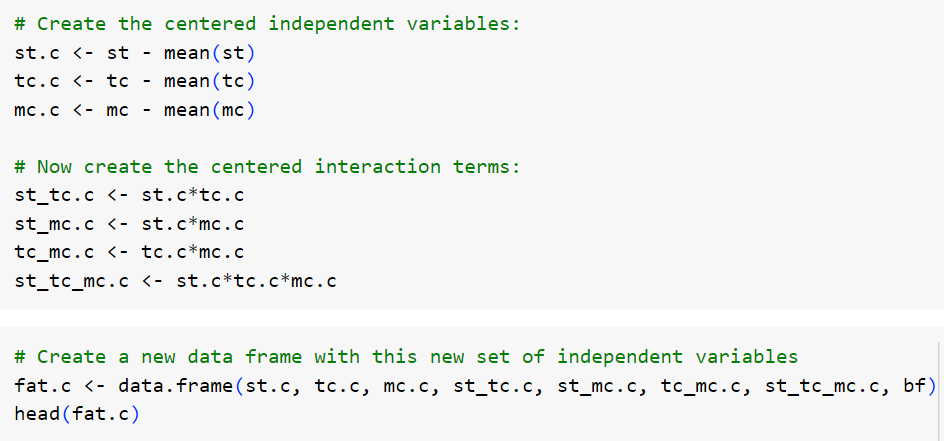 # Create the centered independent variables:
st.c <- st - mean(st)
tc.c <- tc - mean(tc)
mc.c <- mc - mean(mc)
# Now create the centered interaction terms:
st_tc.c <- st.c*tc.c
st_mc.c <- st.c*mc.c
tc_mc.c <- tc.c*mc.c
st_tc_mc.c <- st.c*tc.c*mc.c
# Create a new data frame with this new set of independent variables
fat.c <- data.frame(st.c, tc.c, mc.c, st_tc.c, st_mc.c, tc_mc.c, st_tc_mc.c, bf)
head(fat.c)